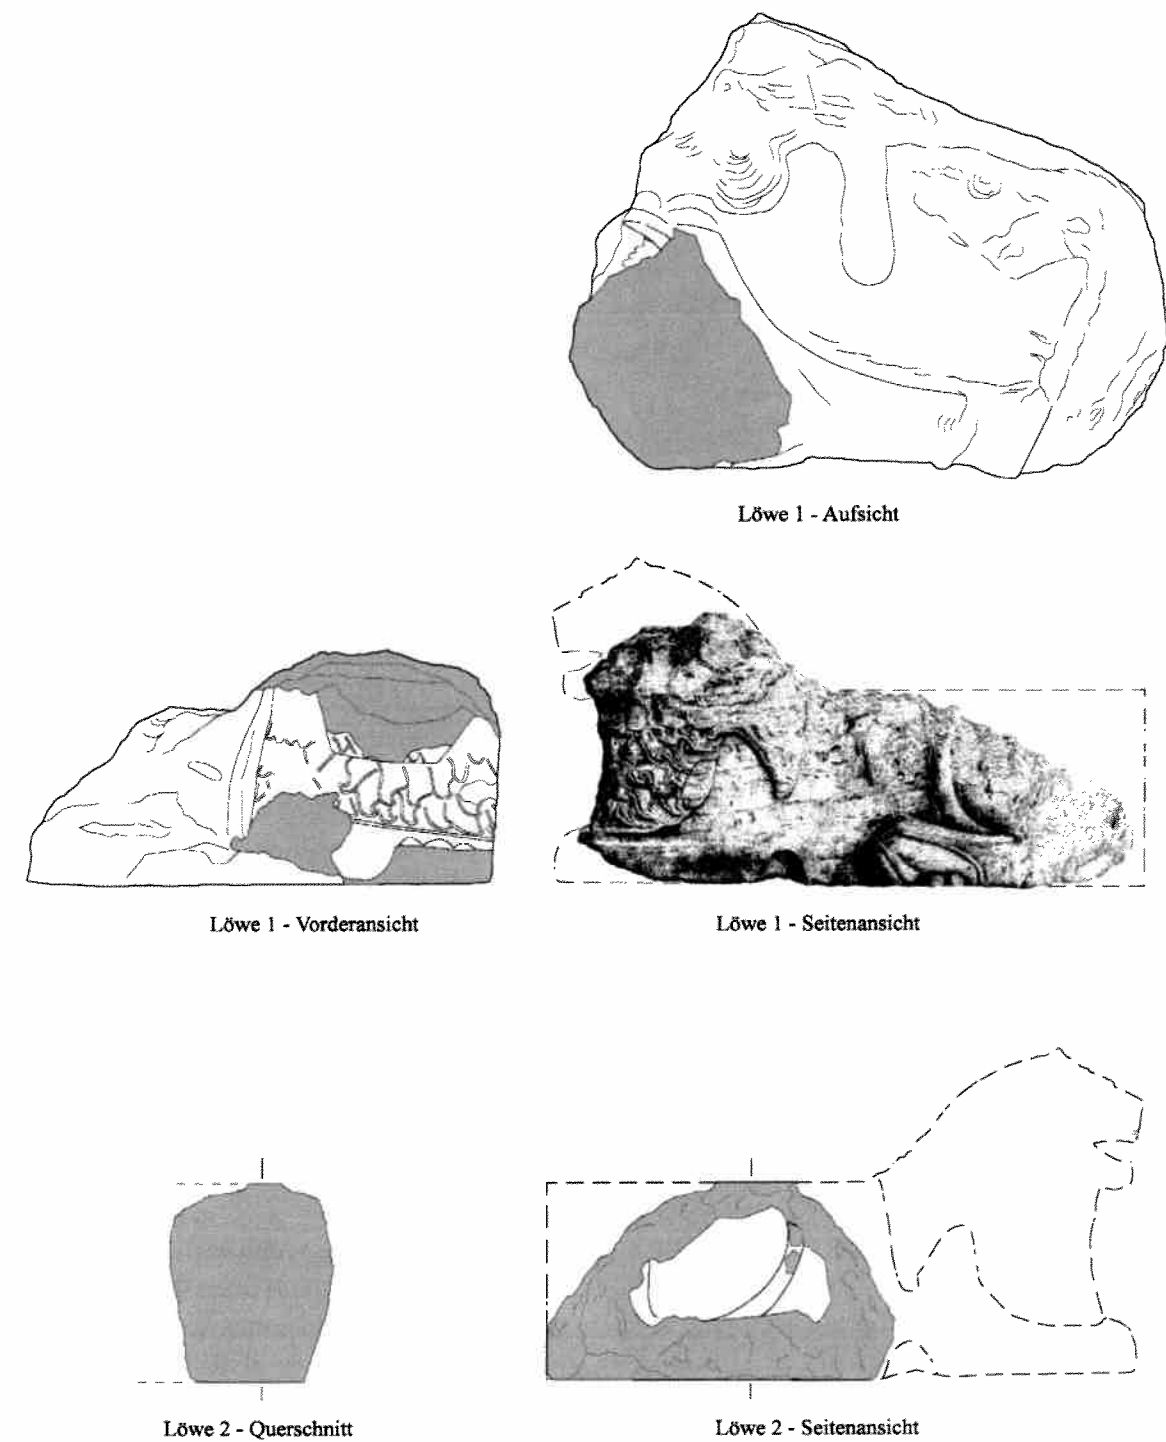 Löwe 1 - Aufsicht
Löwe 1 - Vorderansicht
Löwe 1 - Seitenansicht
Löwe 2 - Querschnitt
Löwe 2 - Seitenansicht